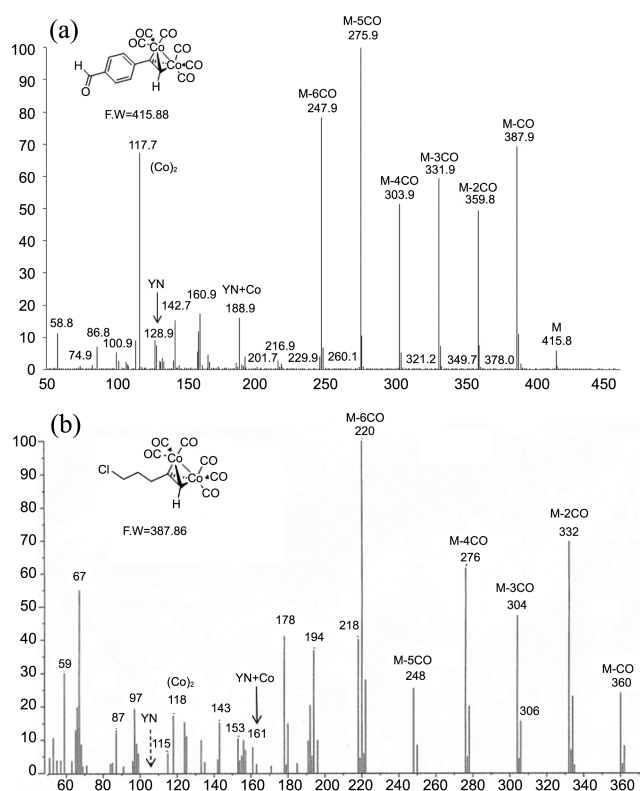 (a)
M-5CO
275.9
M-6CO
247.9
M-CO
387.9
M-3CO
331.9
M-4CO
303.9
M-2CO
359.8
OC CO
OC CO
Co
CO
Co CO
CO
H
H
O
F.W=415.88
117.7
(Co)₂
YN
128.9
142.7
160.9
YN+Co
188.9
58.8
74.9
86.8
100.9
201.7
216.9
229.9
260.1
321.2
349.7
378.0
M
415.8
100
90
80
70
60
50
40
30
20
10
0
50 100 150 200 250 300 350 400 450
(b)
M-6CO
220
OC CO
OC CO
Co
CO
Co CO
CO
Cl
H
F.W=387.86
M-2CO
332
M-4CO
276
M-3CO
304
306
M-5CO
248
M-CO
360
67
59
87
97
YN
115
(Co)₂
118
143
153
YN+Co
161
178
194
218
100
90
80
70
60
50
40
30
20
10
0
60 80 100 120 140 160 180 200 220 240 260 280 300 320 340 360